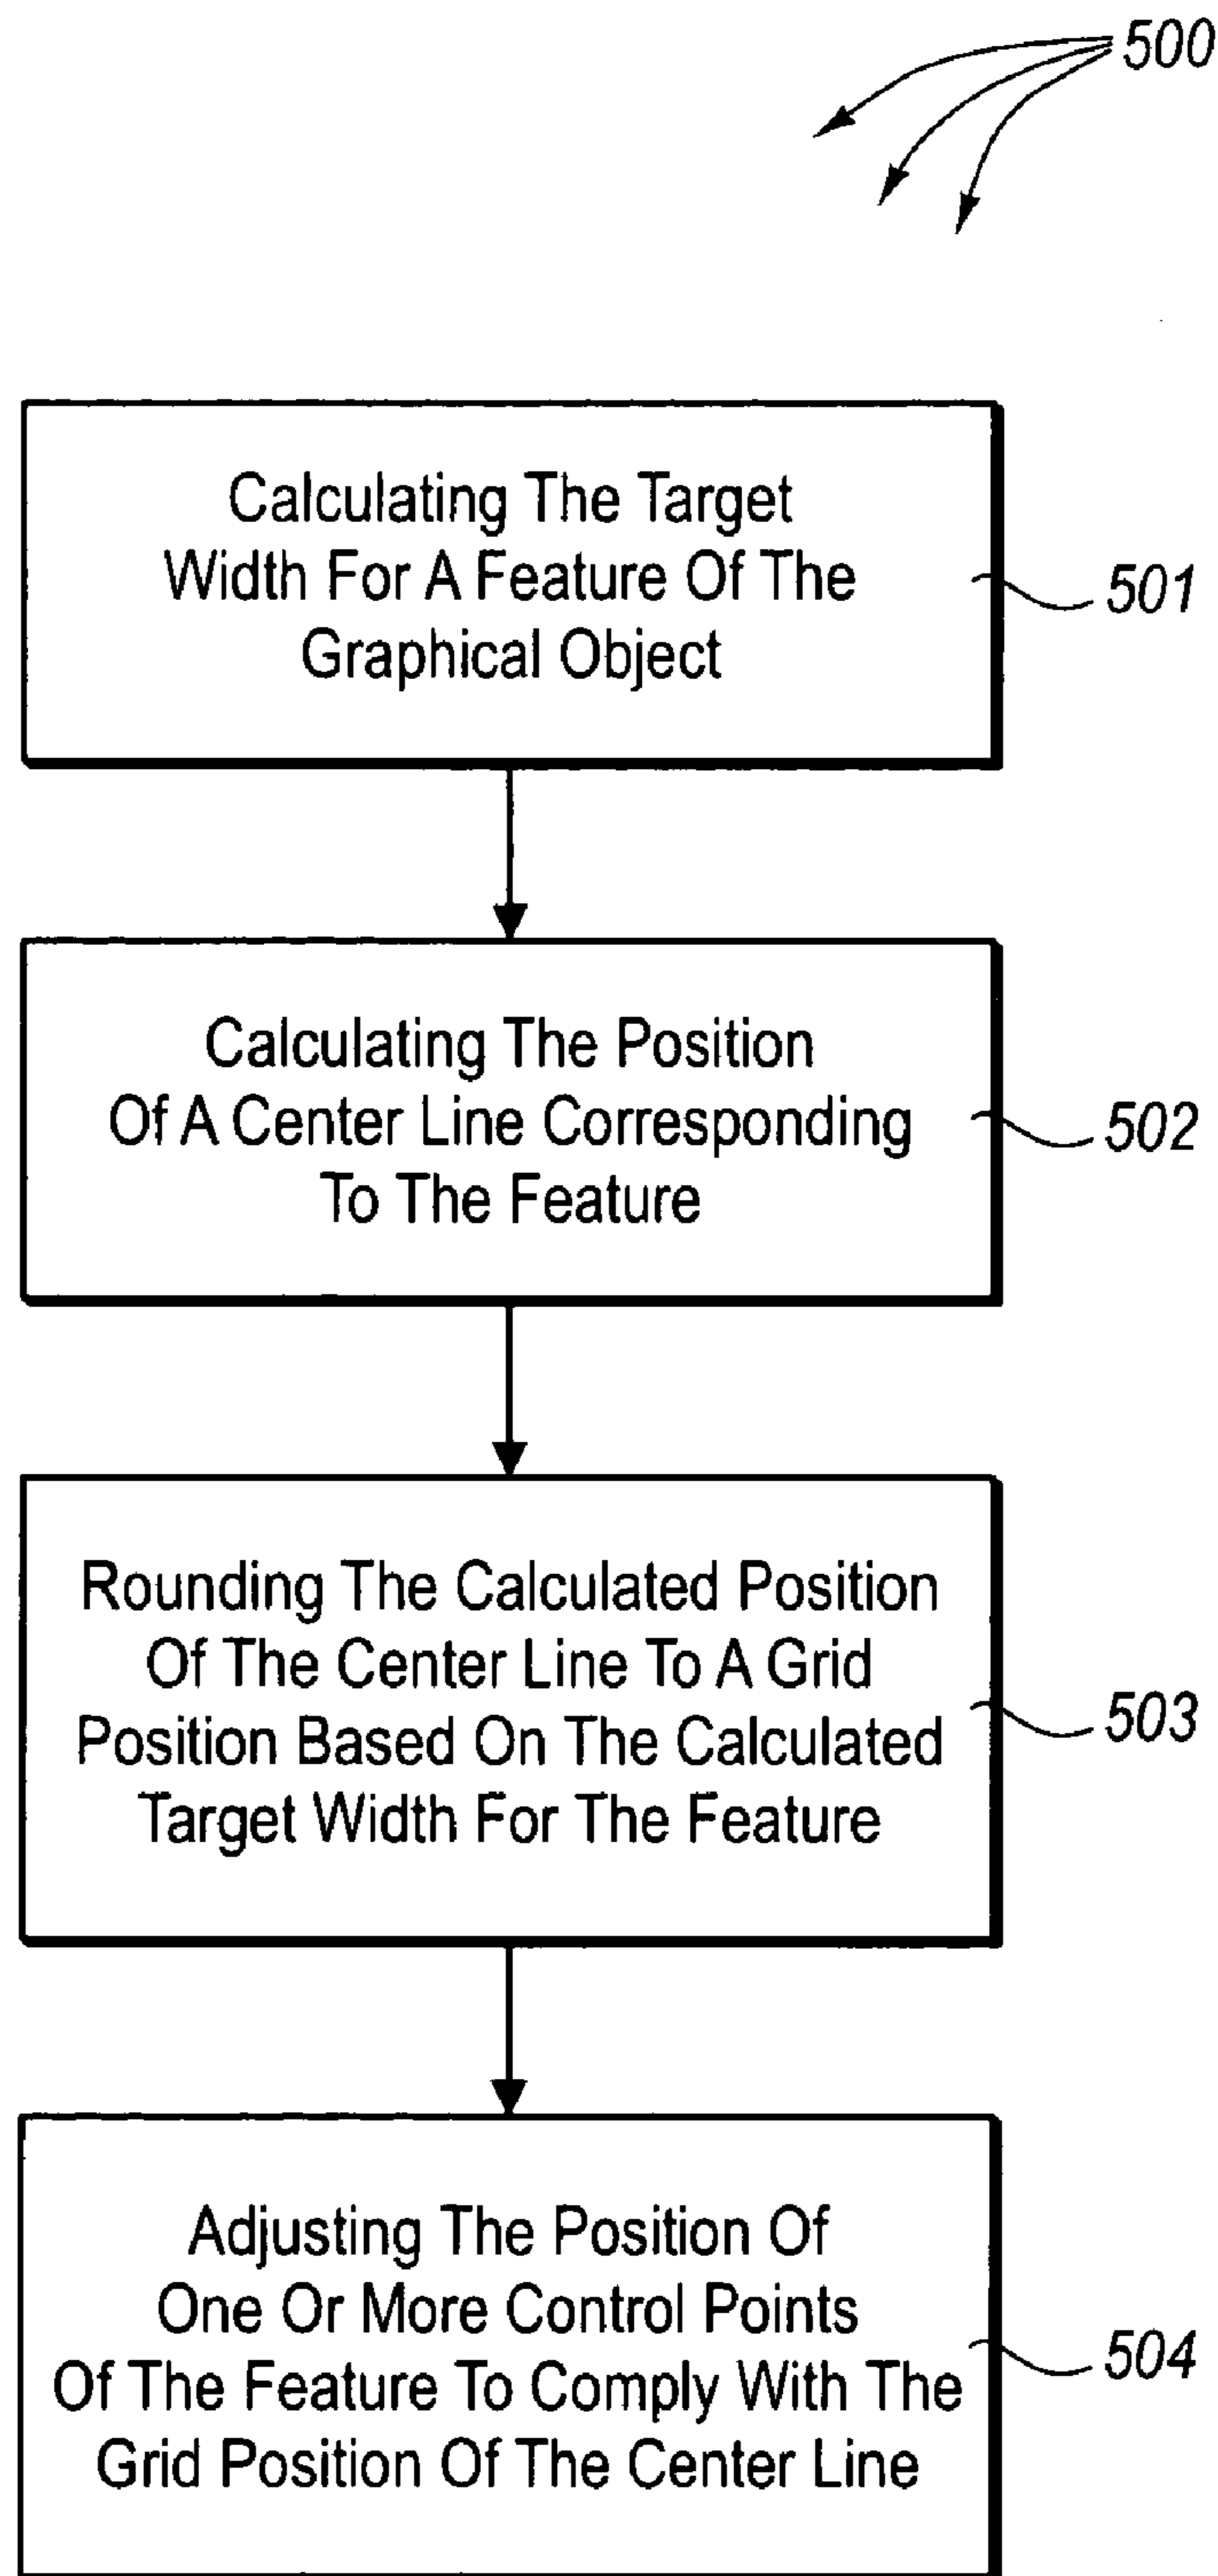 500
Calculating The Target
Width For A Feature Of The
Graphical Object
501
Calculating The Position
Of A Center Line Corresponding
To The Feature
502
Rounding The Calculated Position
Of The Center Line To A Grid
Position Based On The Calculated
Target Width For The Feature
503
Adjusting The Position Of
One Or More Control Points
Of The Feature To Comply With The
Grid Position Of The Center Line
504